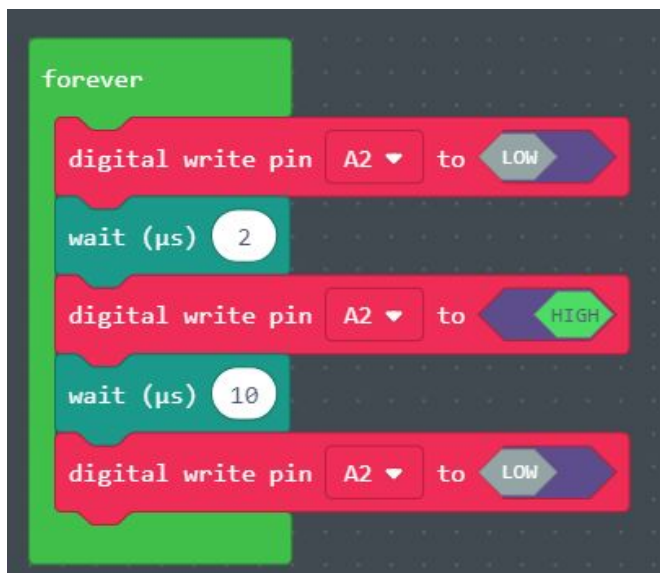 forever
digital write pin A2 to LOW
wait (µs) 2
digital write pin A2 to HIGH
wait (µs) 10
digital write pin A2 to LOW